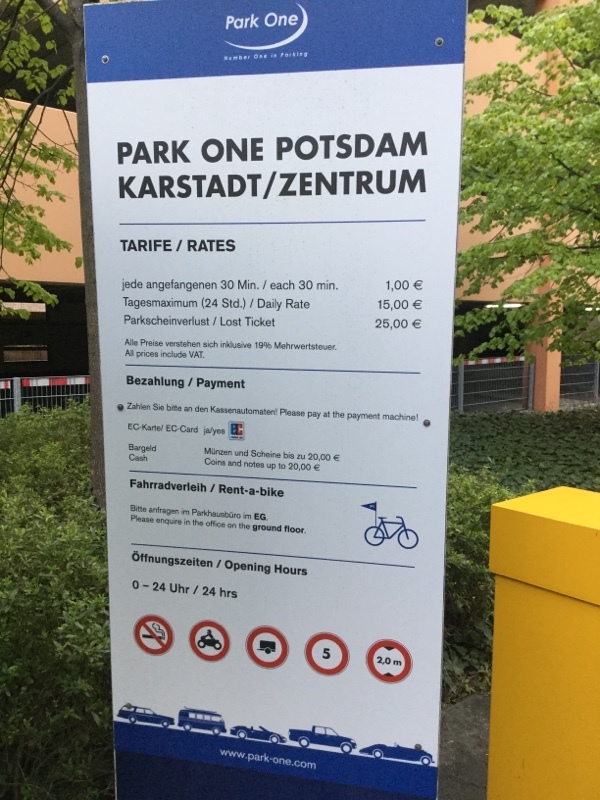 Park One
Number One in Parking
PARK ONE POTSDAM
KARSTADT/ZENTRUM
TARIFE / RATES
jede angefangenen 30 Min. / each 30 min. 1,00 €
Tagesmaximum (24 Std.) / Daily Rate 15,00 €
Parkscheinverlust / Lost Ticket 25,00 €
Alle Preise verstehen sich inklusive 19% Mehrwertsteuer.
All prices include VAT.
Bezahlung / Payment
Zahlen Sie bitte an den Kassenautomaten! Please pay at the payment machine!
EC-Karte/ EC-Card ja/yes EC
Bargeld Münzen und Scheine bis zu 20,00 €
Cash Coins and notes up to 20,00 €
Fahrradverleih / Rent-a-bike
Bitte anfragen im Parkhausbüro im EG.
Please enquire in the office on the ground floor.
Öffnungszeiten / Opening Hours
0 – 24 Uhr / 24 hrs
5 2,0 m
www.park-one.com